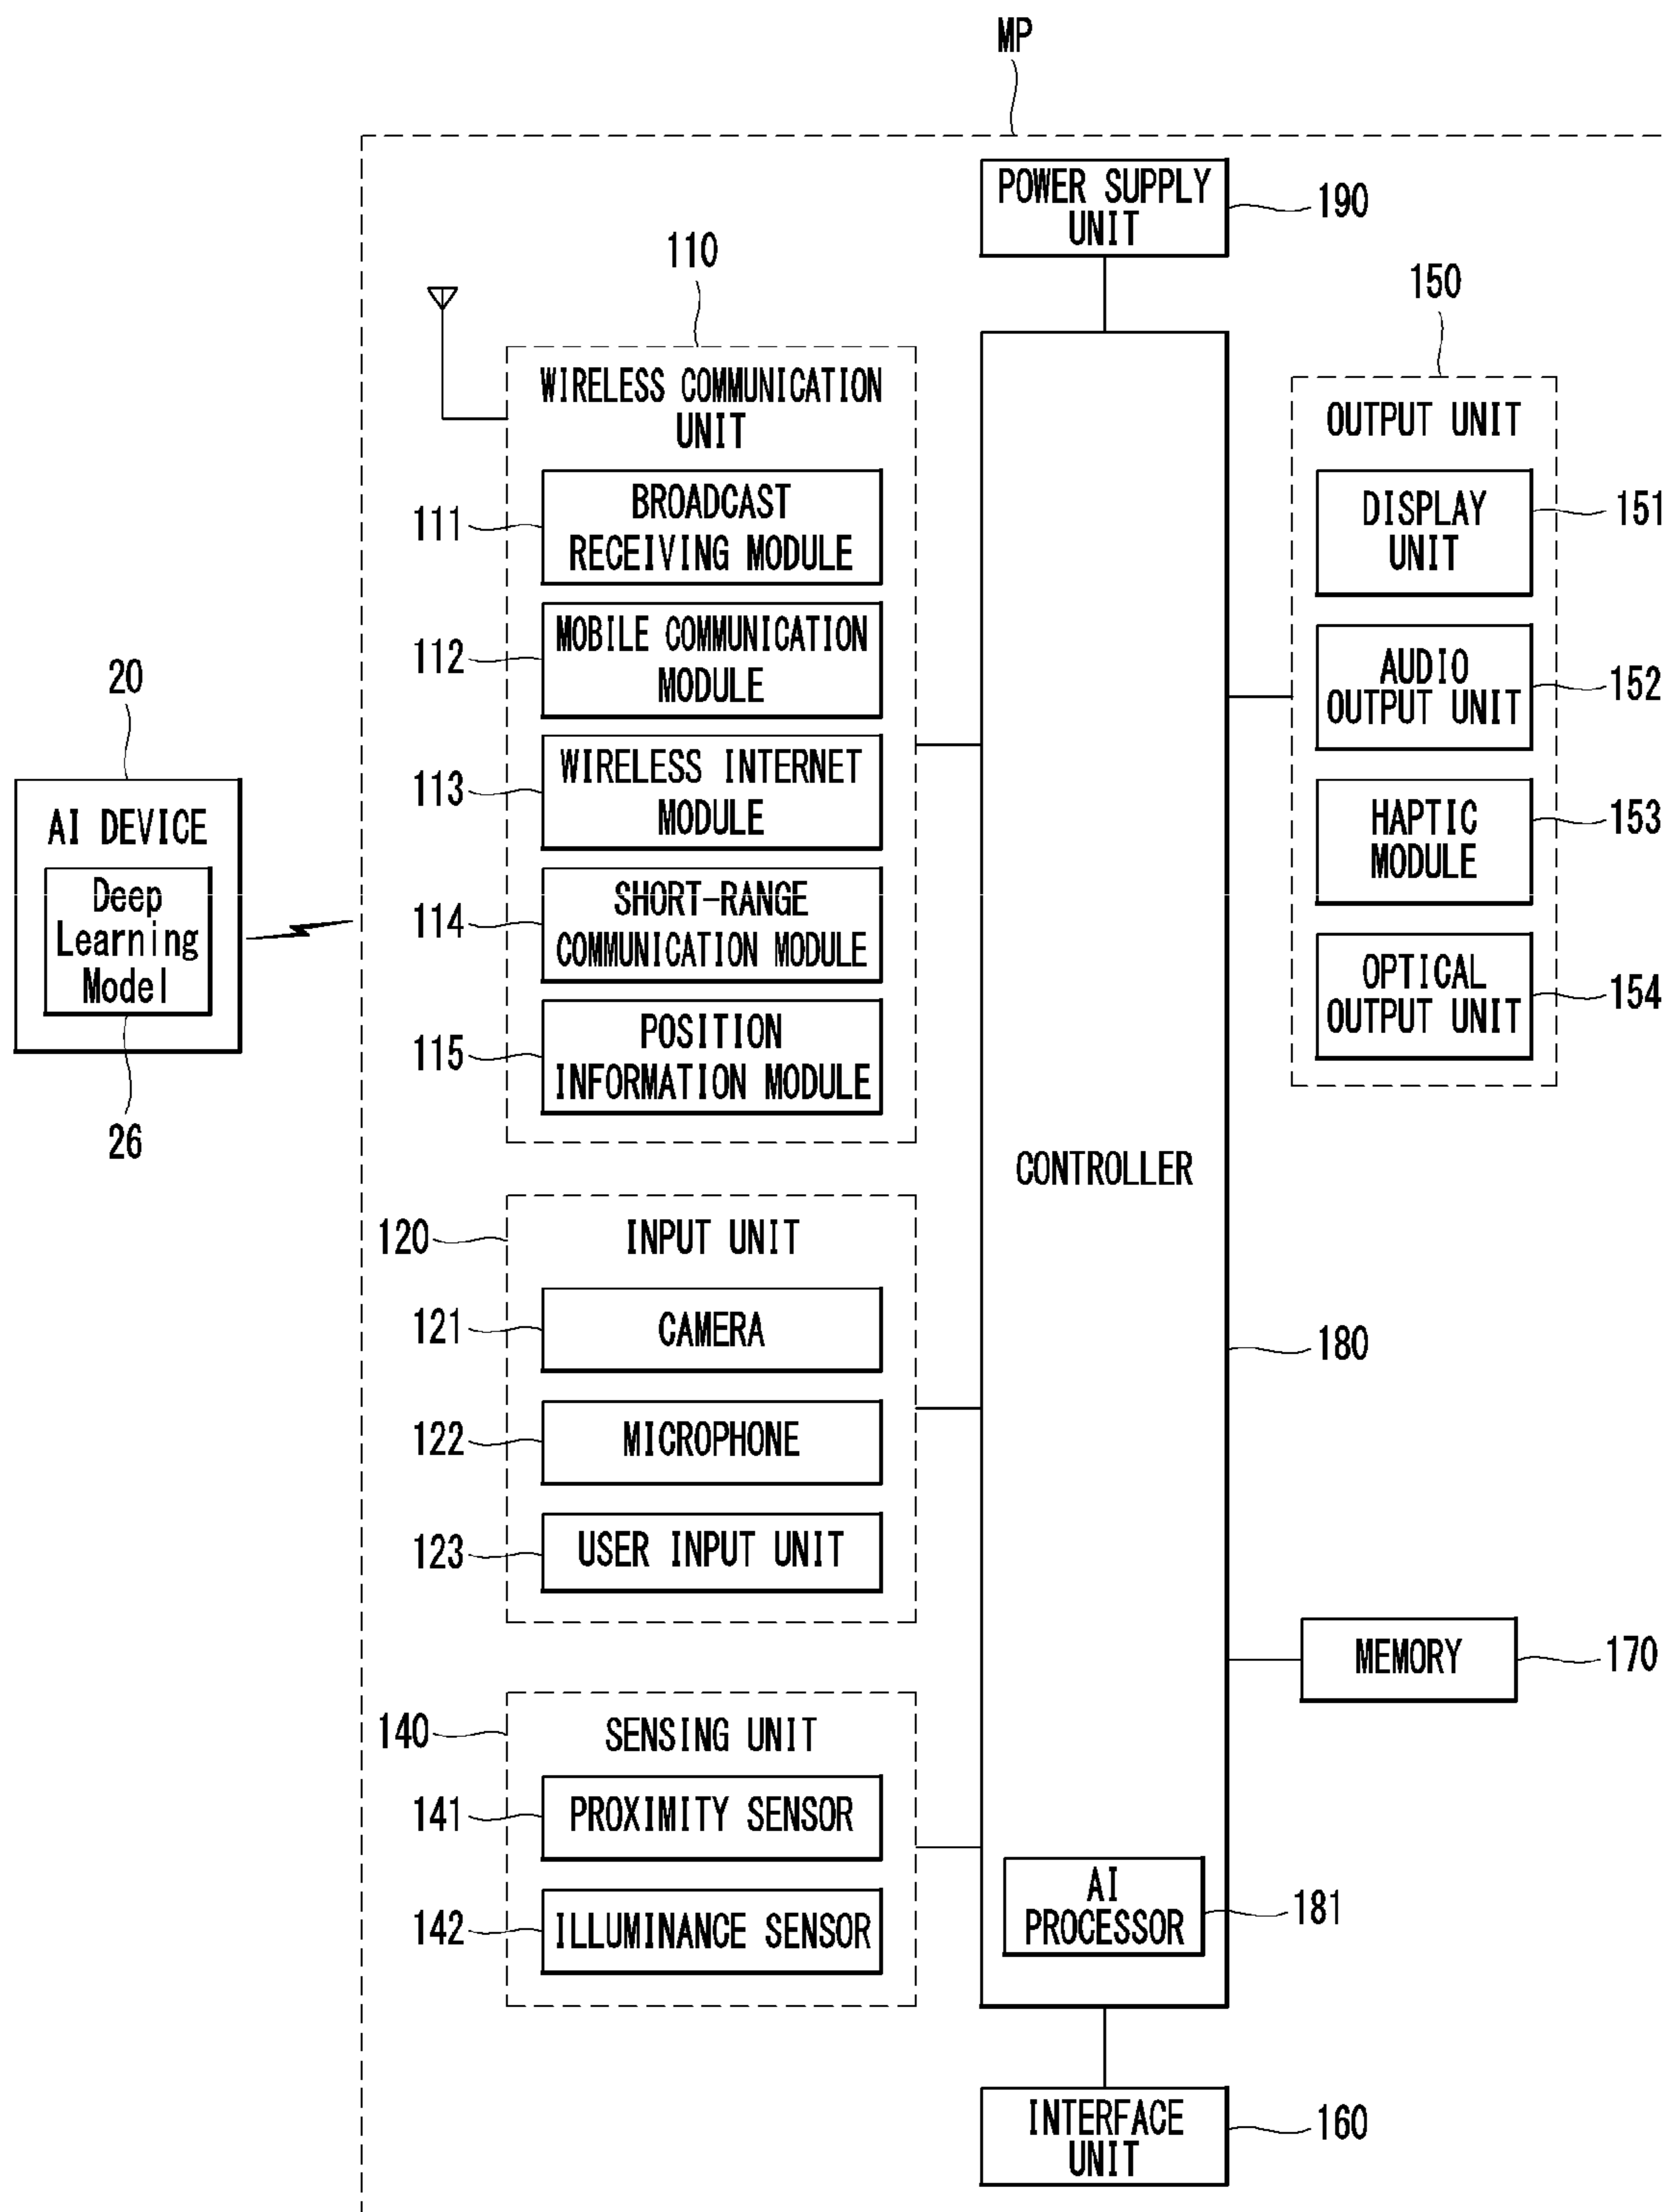 MP
POWER SUPPLY
UNIT
190
110
150
WIRELESS COMMUNICATION
UNIT
OUTPUT UNIT
111
BROADCAST
RECEIVING MODULE
DISPLAY
UNIT
151
112
MOBILE COMMUNICATION
MODULE
AUDIO
OUTPUT UNIT
152
20
AI DEVICE
Deep
Learning
Model
26
113
WIRELESS INTERNET
MODULE
HAPTIC
MODULE
153
114
SHORT-RANGE
COMMUNICATION MODULE
OPTICAL
OUTPUT UNIT
154
115
POSITION
INFORMATION MODULE
CONTROLLER
120
INPUT UNIT
121
CAMERA
180
122
MICROPHONE
123
USER INPUT UNIT
MEMORY
170
140
SENSING UNIT
141
PROXIMITY SENSOR
142
ILLUMINANCE SENSOR
AI
PROCESSOR
181
INTERFACE
UNIT
160